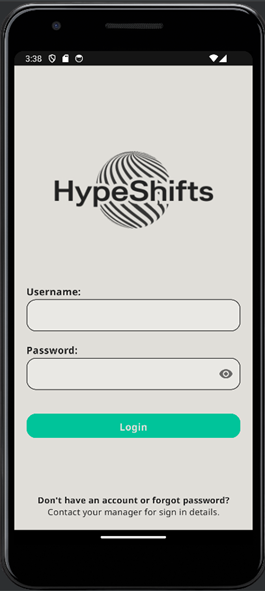 3:38
HypeShifts
Username:
Password:
Login
Don't have an account or forgot password?
Contact your manager for sign in details.